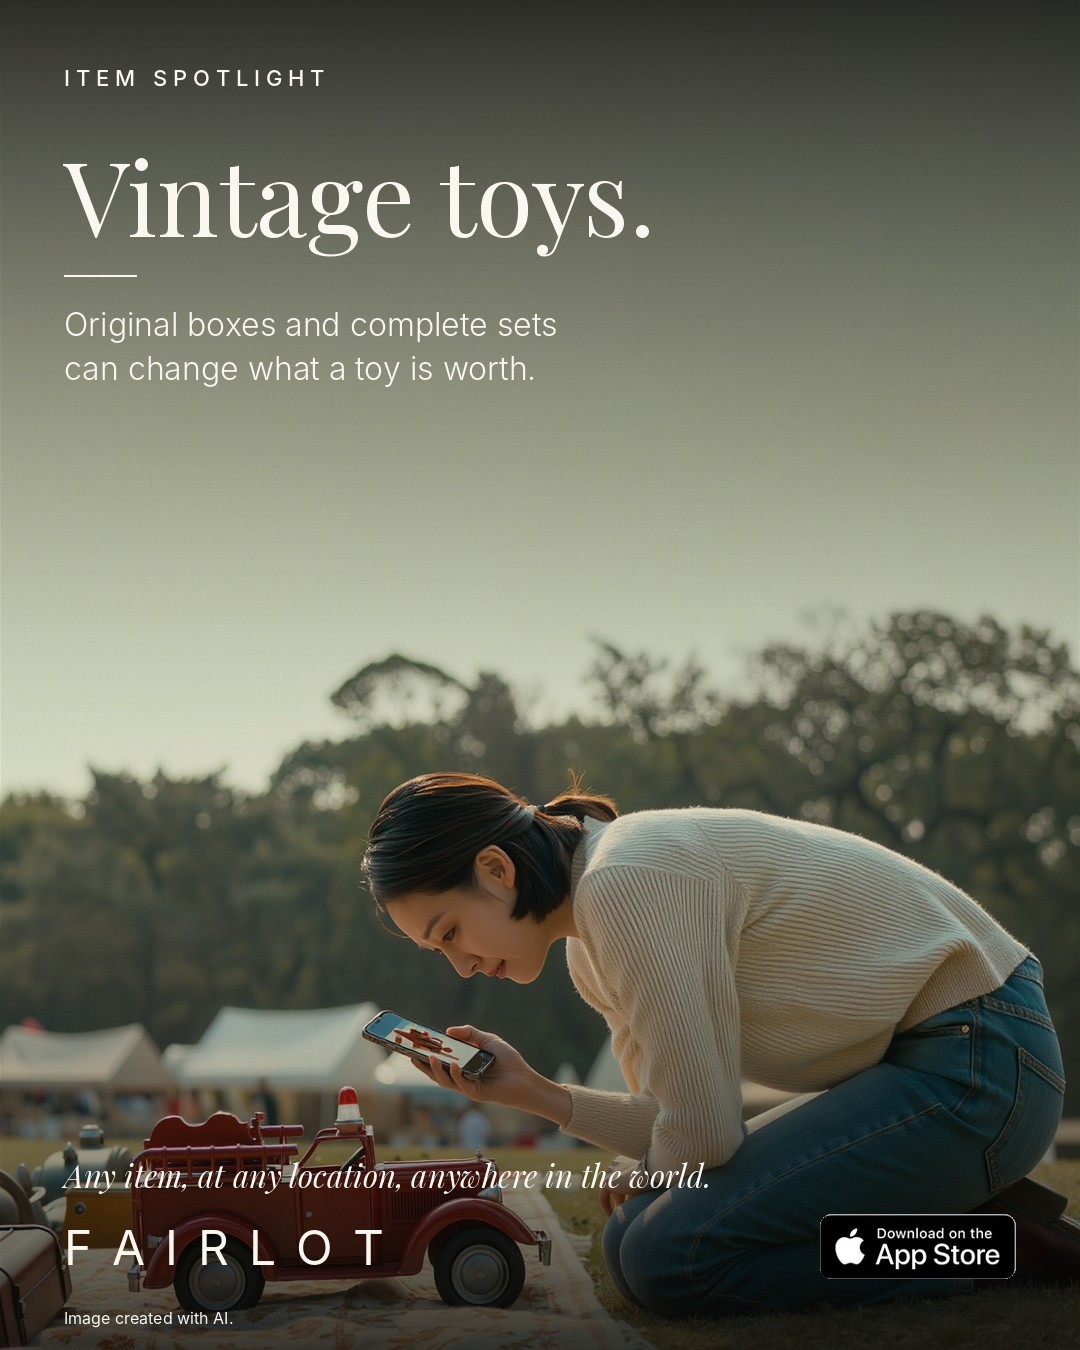 ITEM SPOTLIGHT
Vintage toys.
Original boxes and complete sets
can change what a toy is worth.
Any item, at any location, anywhere in the world.
FAIRLOT
Download on the
App Store
Image created with AI.